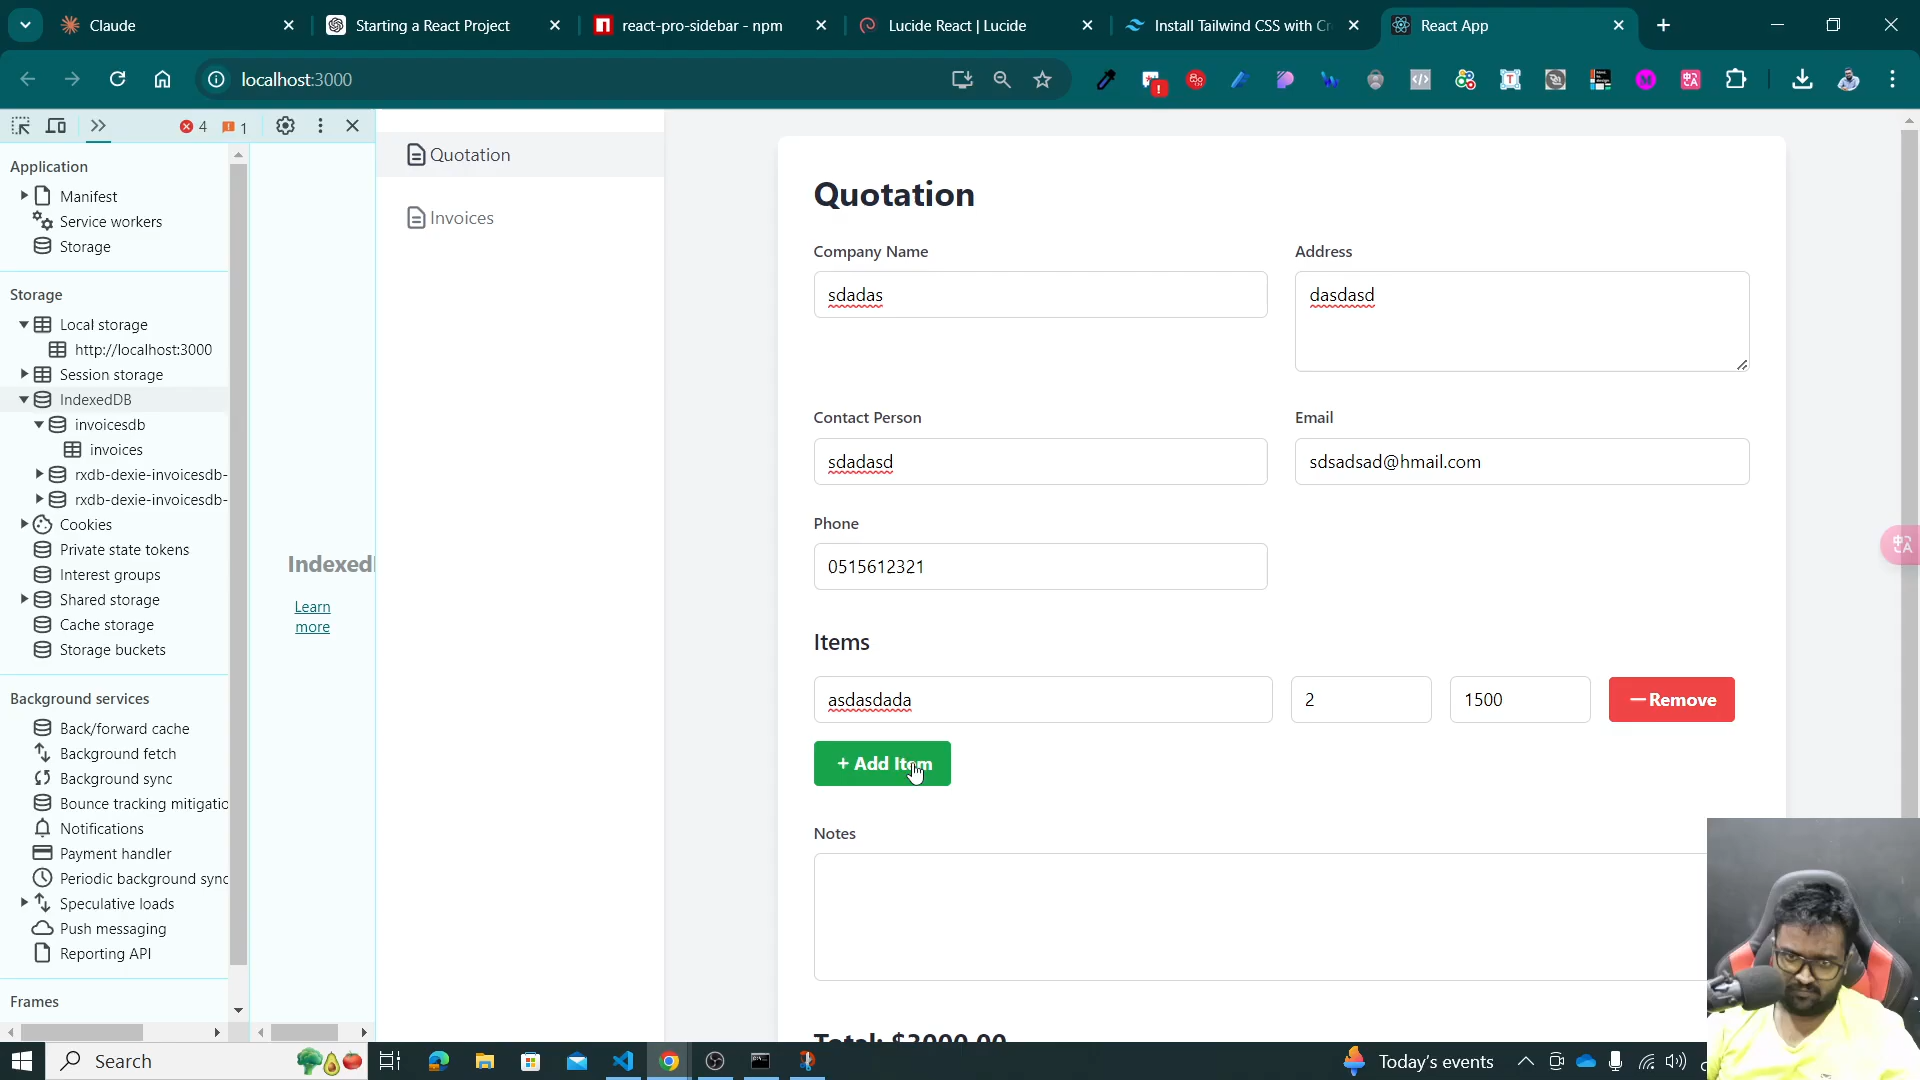 Claude
Starting a React Project
react-pro-sidebar - npm
Lucide React | Lucide
Install Tailwind CSS with Cr
React App
localhost:3000
4
1
Application
Manifest
Service workers
Storage
Storage
Local storage
http://localhost:3000
Session storage
IndexedDB
invoicesdb
invoices
rxdb-dexie-invoicesdb-
rxdb-dexie-invoicesdb-
Cookies
Private state tokens
Interest groups
Shared storage
Cache storage
Storage buckets
Background services
Back/forward cache
Background fetch
Background sync
Bounce tracking mitigatio
Notifications
Payment handler
Periodic background sync
Speculative loads
Push messaging
Reporting API
Frames
Indexed
Learn
more
Quotation
Invoices
Quotation
Company Name
Address
sdadas
dasdasd
Contact Person
Email
sdadasd
sdsadsad@hmail.com
Phone
0515612321
Items
asdasdada
2
1500
Remove
+ Add Item
Notes
Total: $3000.00
Search
Today's events